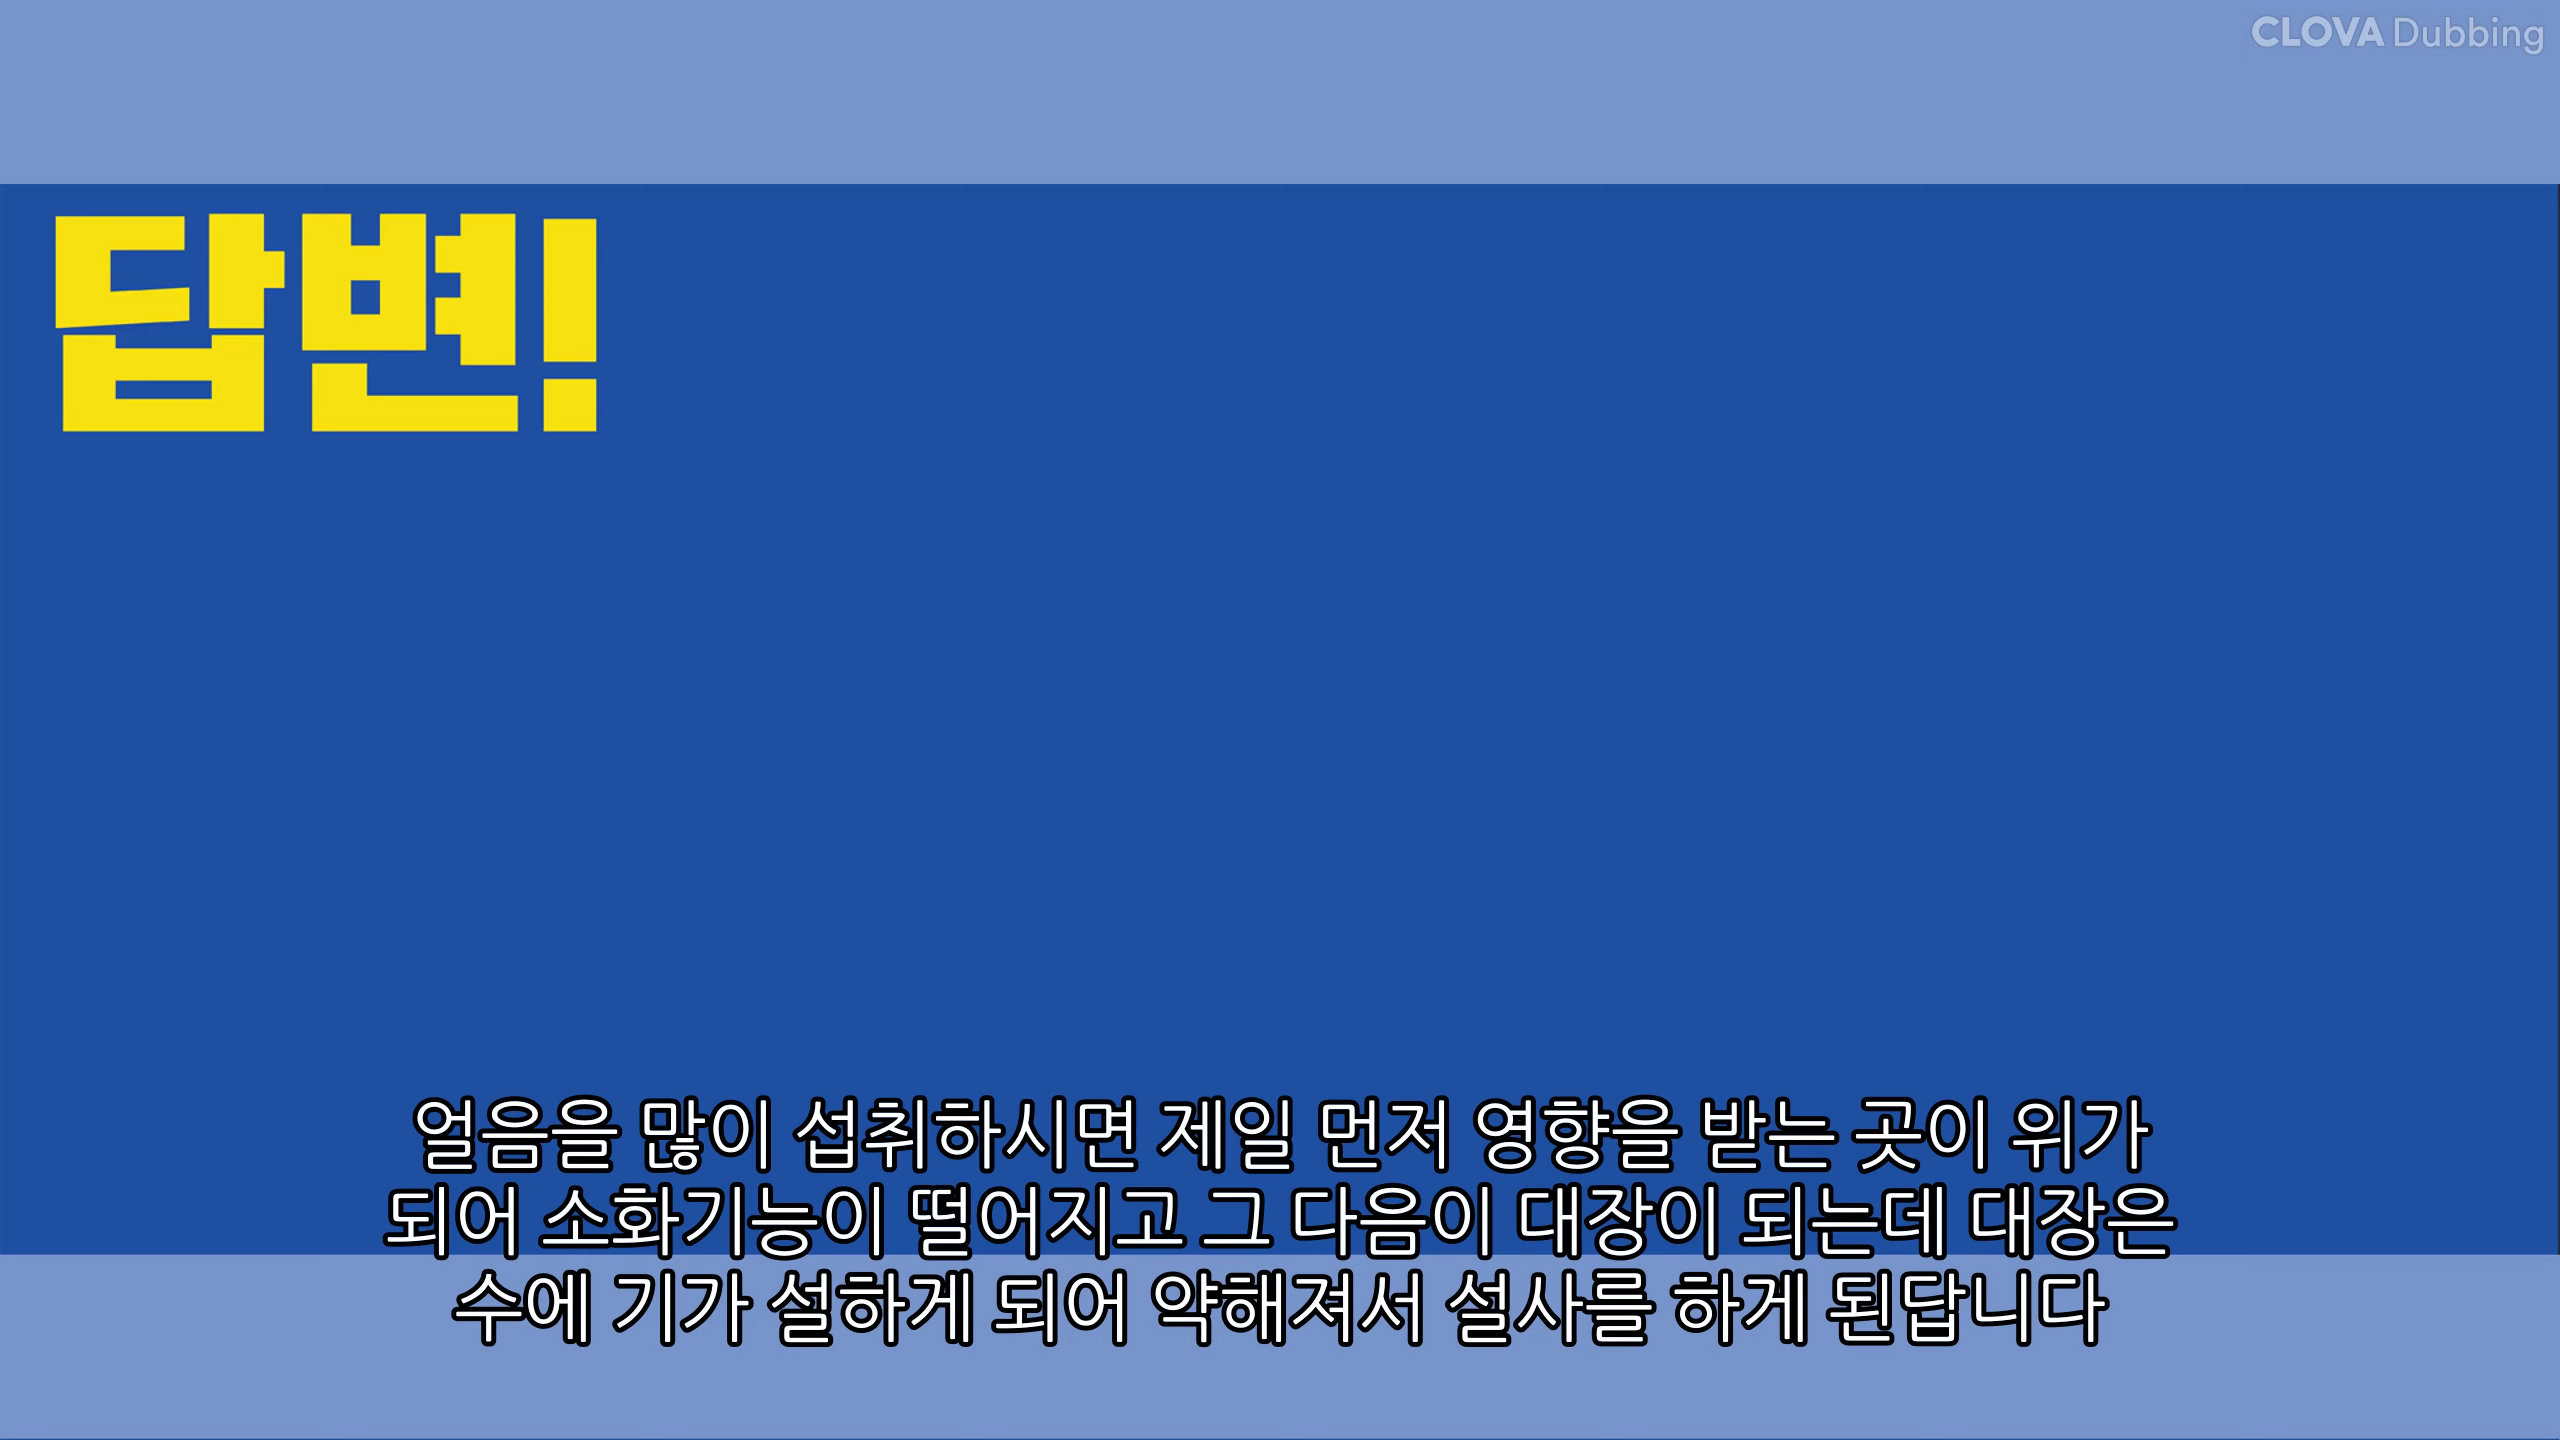 CLOVA Dubbing
답변!
얼음을 많이 섭취하시면 제일 먼저 영향을 받는 곳이 위가
되어 소화기능이 떨어지고 그 다음이 대장이 되는데 대장은
수에 기가 설하게 되어 약해져서 설사를 하게 된답니다